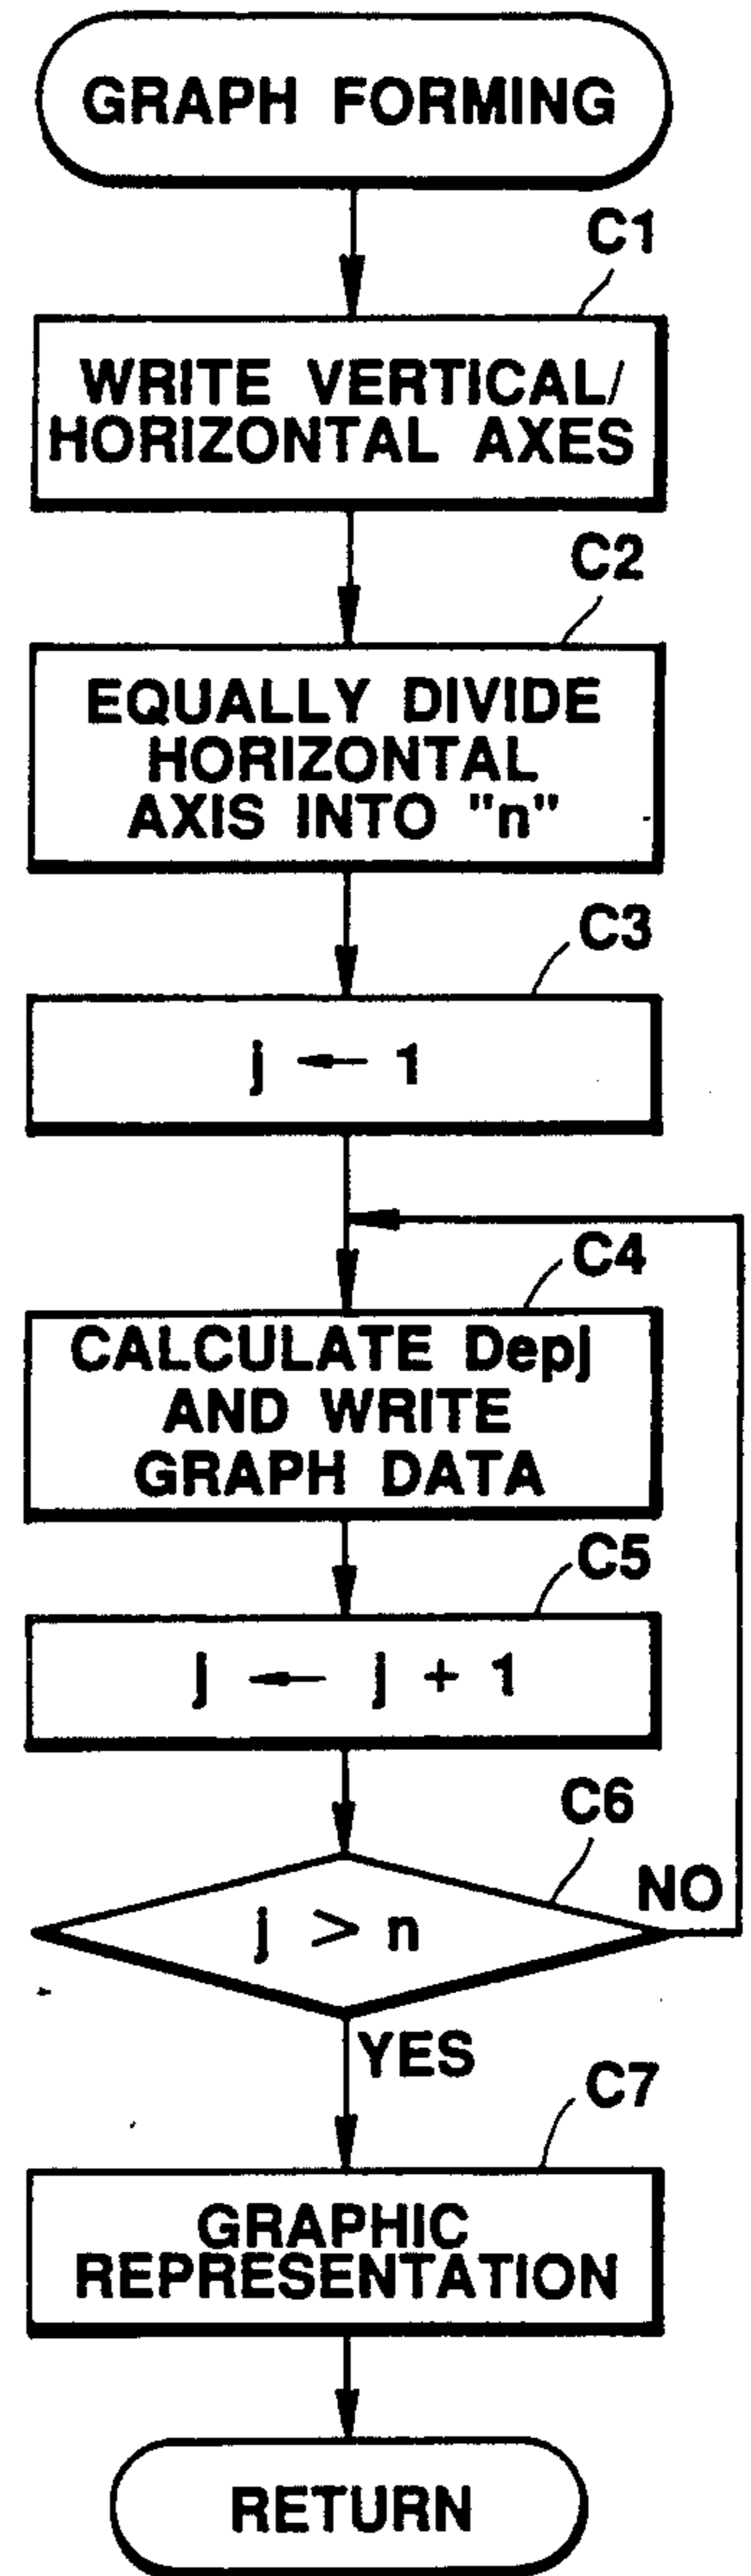 GRAPH FORMING
C1
WRITE VERTICAL/
HORIZONTAL AXES
C2
EQUALLY DIVIDE
HORIZONTAL
AXIS INTO "n"
C3
j ← 1
C4
CALCULATE Depj
AND WRITE
GRAPH DATA
C5
j ← j + 1
C6
j > n
NO
YES
C7
GRAPHIC
REPRESENTATION
RETURN